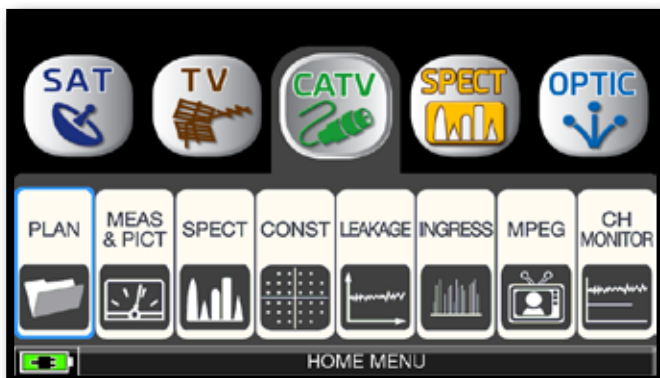 SAT TV CATV SPECT OPTIC
PLAN MEAS & PICT SPECT CONST LEAKAGE INGRESS MPEG CH MONITOR
HOME MENU